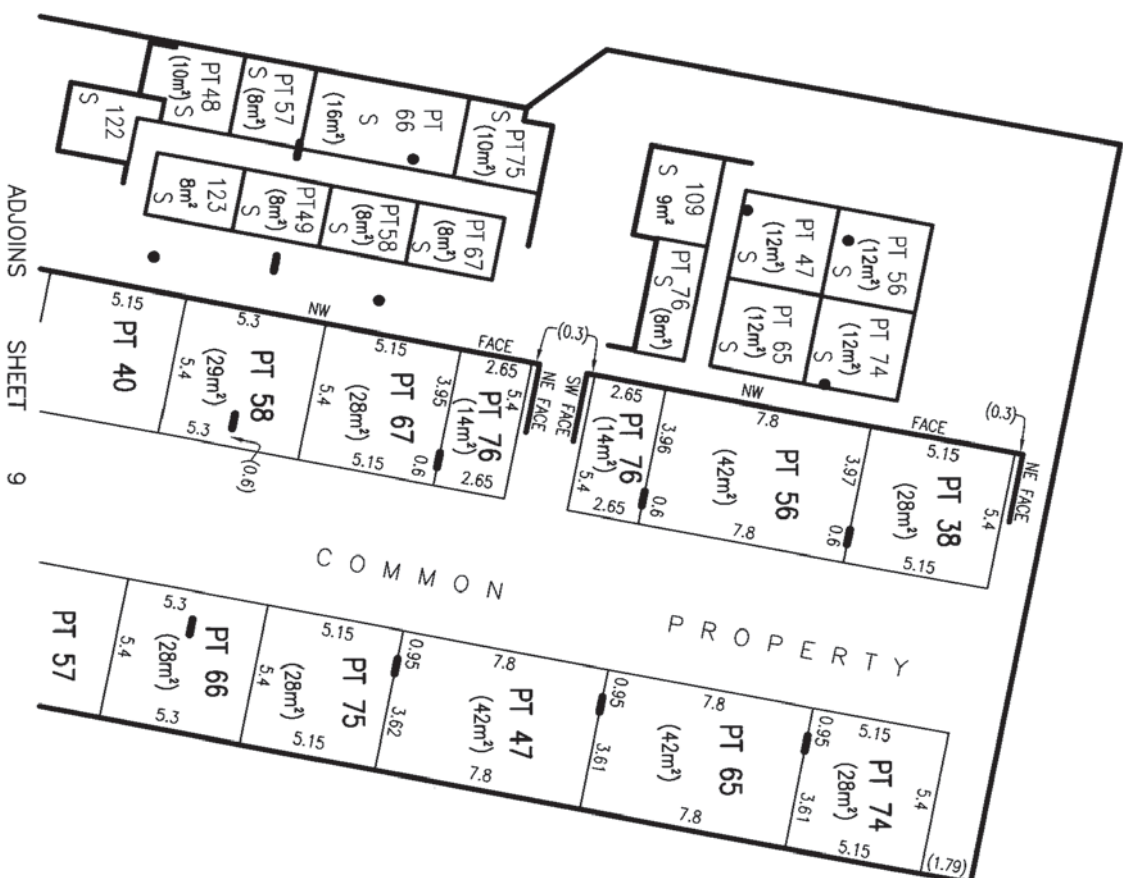 PT 48
(10m²) S
PT 57
S (8m²)
PT
66
(16m²) S
PT 75
S (10m²)
122
S
123
8m²
S
PT49
(8m²)
S
PT58
(8m²)
S
PT 67
(8m²)
S
109
S 9m²
PT 76
S (8m²)
PT 47
(12m²)
S
PT 56
(12m²)
S
PT 65
(12m²)
S
PT 74
(12m²)
S
ADJOINS SHEET 9
NW FACE
5.15
PT 40
5.3
PT 58
(29m²)
5.4
5.3
(0.6)
5.15
PT 67
(28m²)
5.4
5.15
3.95
0.6
2.65
5.4
PT 76
(14m²)
2.65
(0.3)
NE FACE
SW FACE
2.65
PT 76
(14m²)
5.4
2.65
3.96
0.6
NW FACE
7.8
PT 56
(42m²)
7.8
3.97
0.6
5.15
PT 38
(28m²)
5.4
5.15
(0.3)
NE FACE
COMMON PROPERTY
PT 57
5.4
5.3
PT 66
(28m²)
5.3
5.15
PT 75
(28m²)
5.4
5.15
0.95
3.62
7.8
PT 47
(42m²)
7.8
0.95
3.61
7.8
PT 65
(42m²)
7.8
0.95
3.61
5.15
PT 74
(28m²)
5.4
5.15
(1.79)